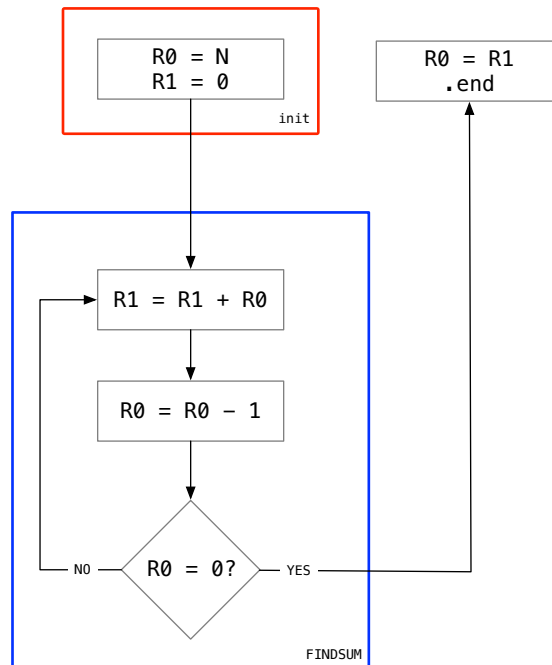 R0 = N
R1 = 0
init
R0 = R1
.end
R1 = R1 + R0
R0 = R0 – 1
R0 = 0?
NO
YES
FINDSUM